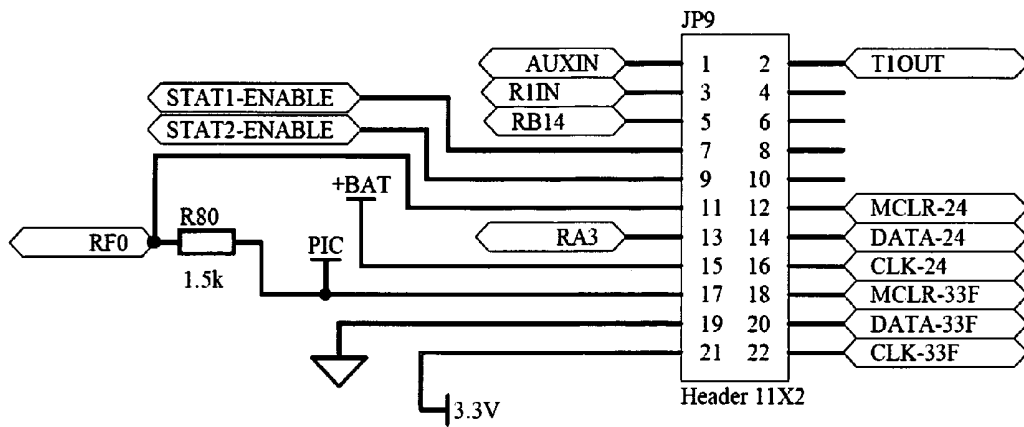 JP9
AUXIN 1 2 T1OUT
R1IN 3 4
STAT1-ENABLE
RB14 5 6
STAT2-ENABLE
7 8
9 10
+BAT
11 12 MCLR-24
R80
RF0
PIC
RA3 13 14 DATA-24
15 16 CLK-24
1.5k
17 18 MCLR-33F
19 20 DATA-33F
21 22 CLK-33F
Header 11X2
3.3V